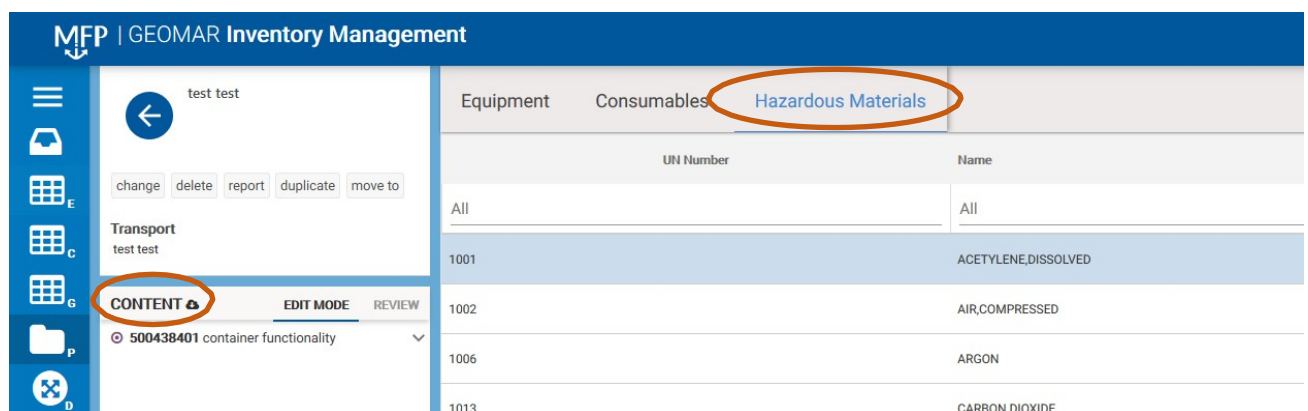 MFP | GEOMAR Inventory Management
test test
change delete report duplicate move to
Transport
test test
CONTENT EDIT MODE REVIEW
500438401 container functionality
E
C
G
P
D
Equipment Consumables Hazardous Materials
UN Number Name
All All
1001 ACETYLENE,DISSOLVED
1002 AIR,COMPRESSED
1006 ARGON
1013 CARBON DIOXIDE